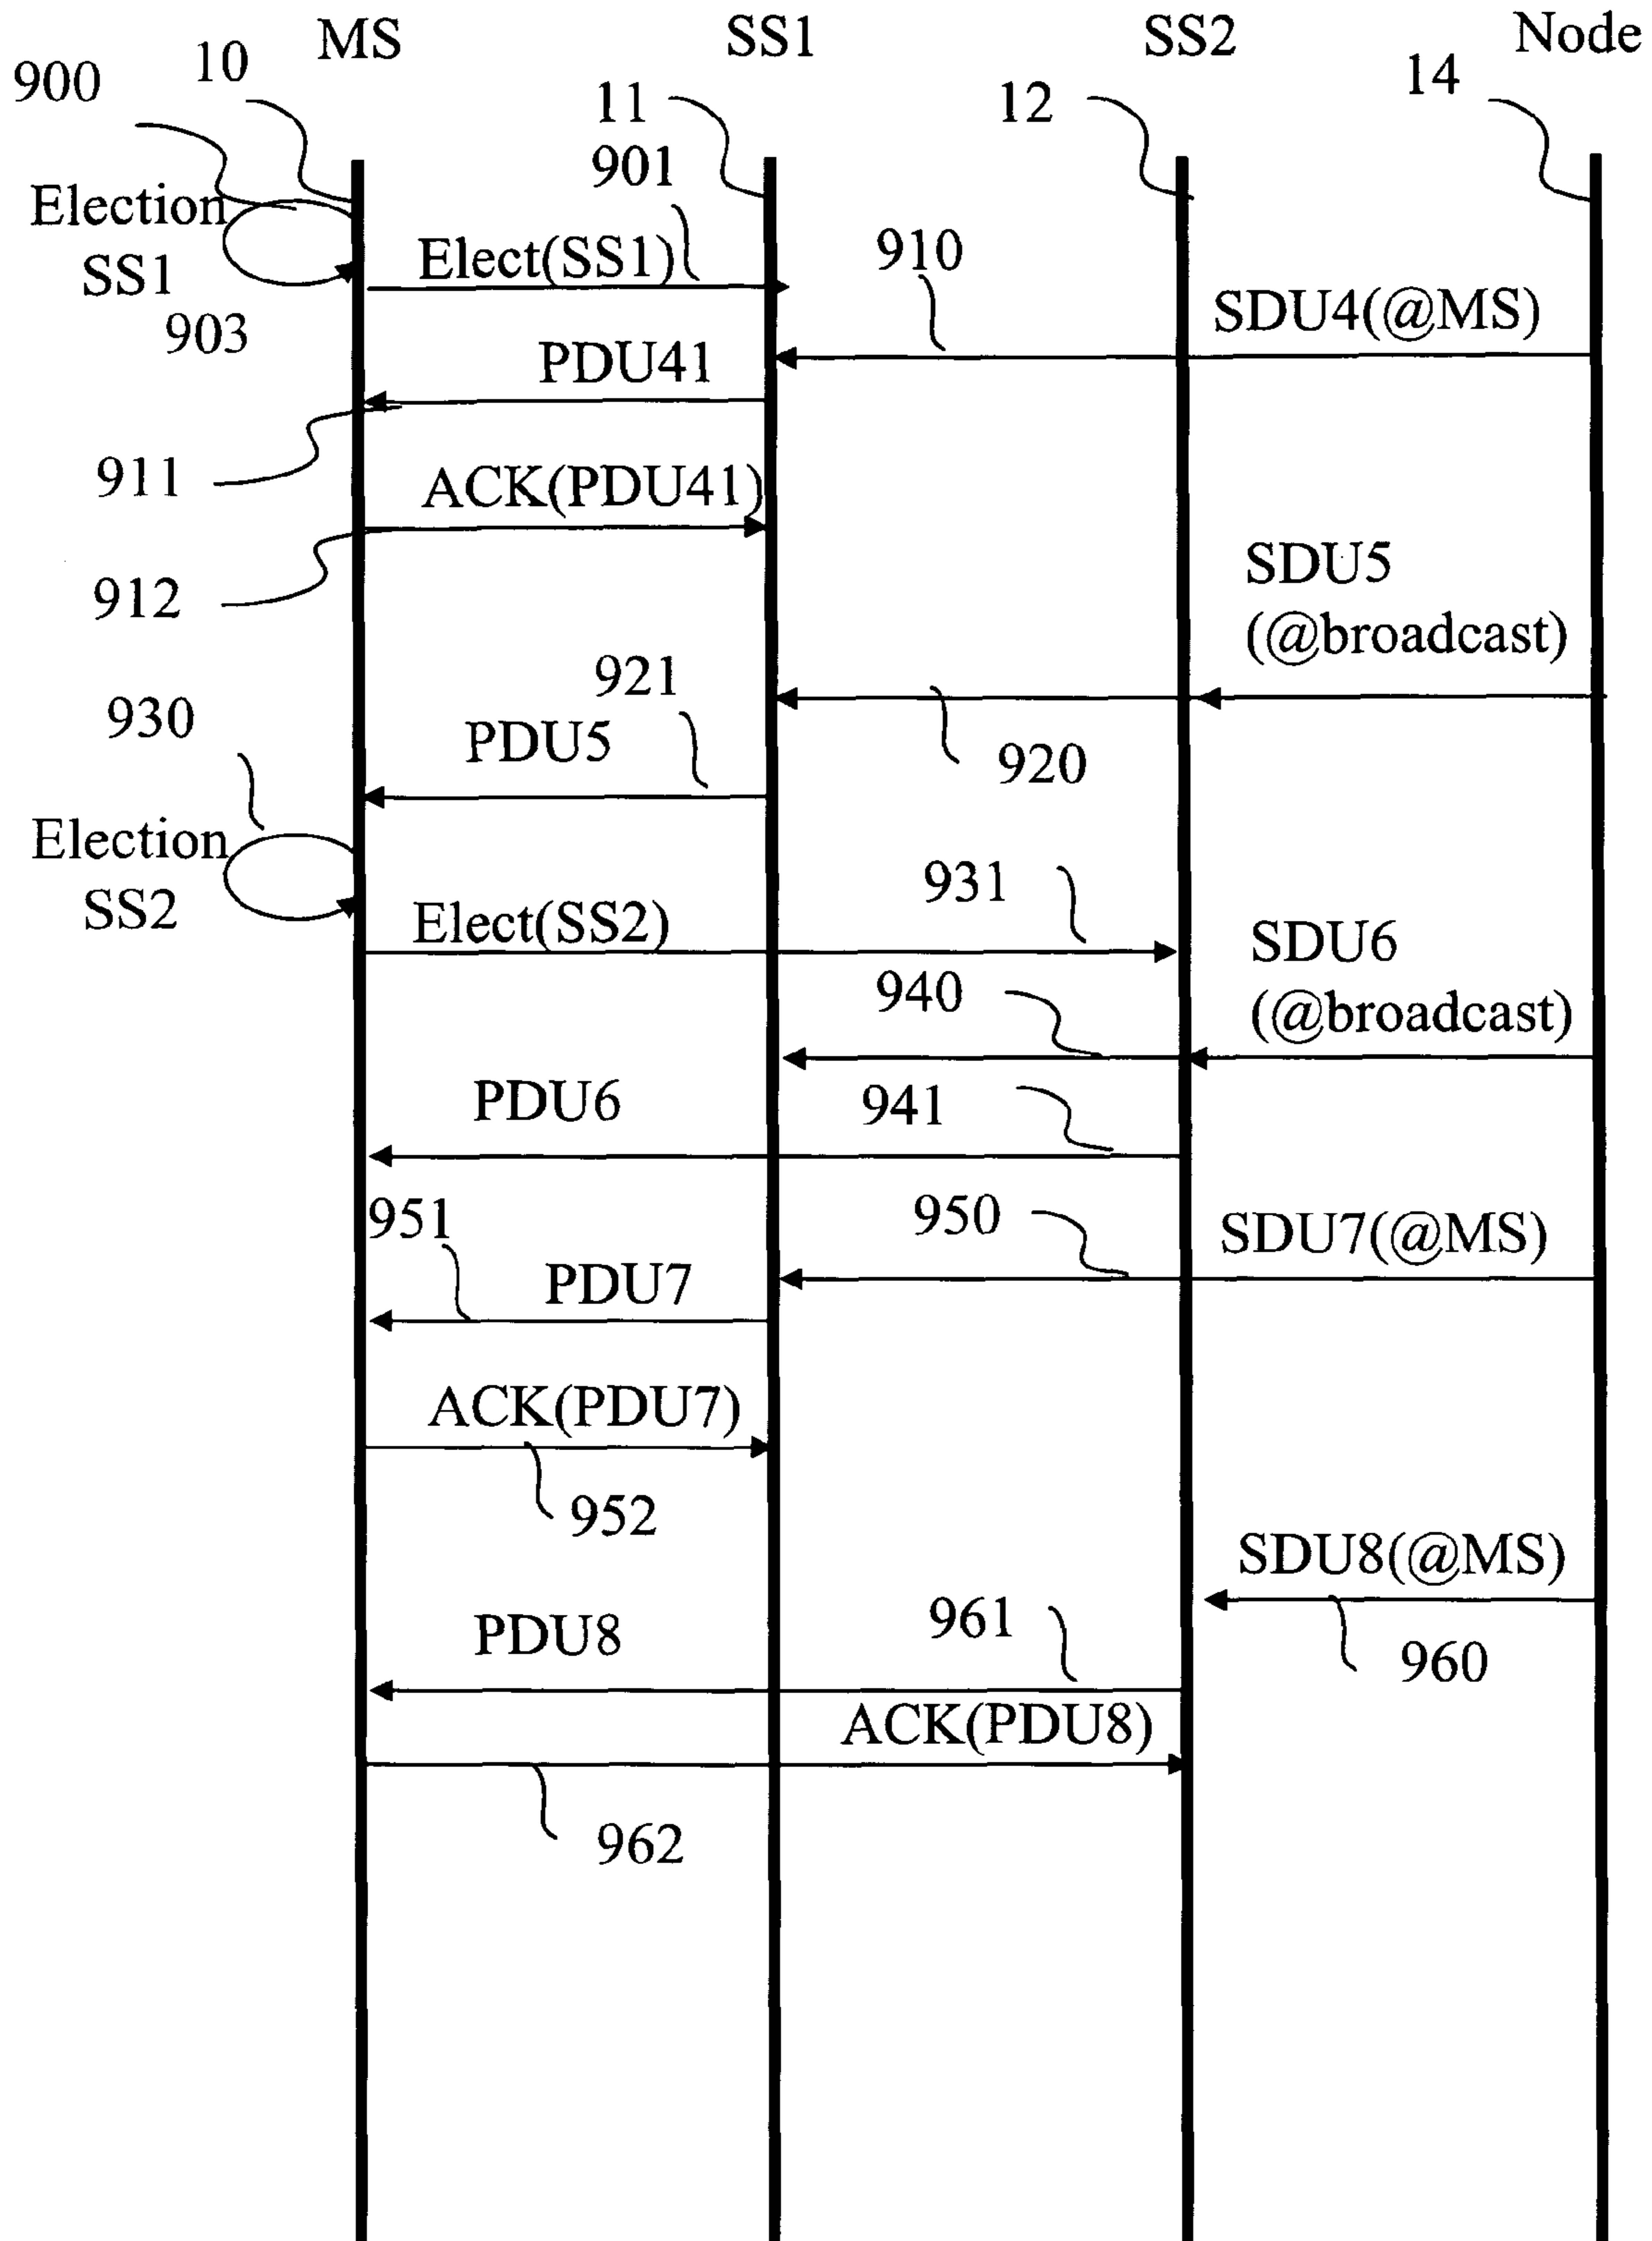 MS
SS1
SS2
Node
900
10
11
12
14
901
Election
SS1
903
Elect(SS1)
910
SDU4(@MS)
PDU41
911
ACK(PDU41)
912
SDU5
(@broadcast)
921
930
PDU5
920
Election
SS2
931
Elect(SS2)
SDU6
(@broadcast)
940
PDU6
941
951
950
SDU7(@MS)
PDU7
ACK(PDU7)
952
SDU8(@MS)
961
PDU8
960
ACK(PDU8)
962